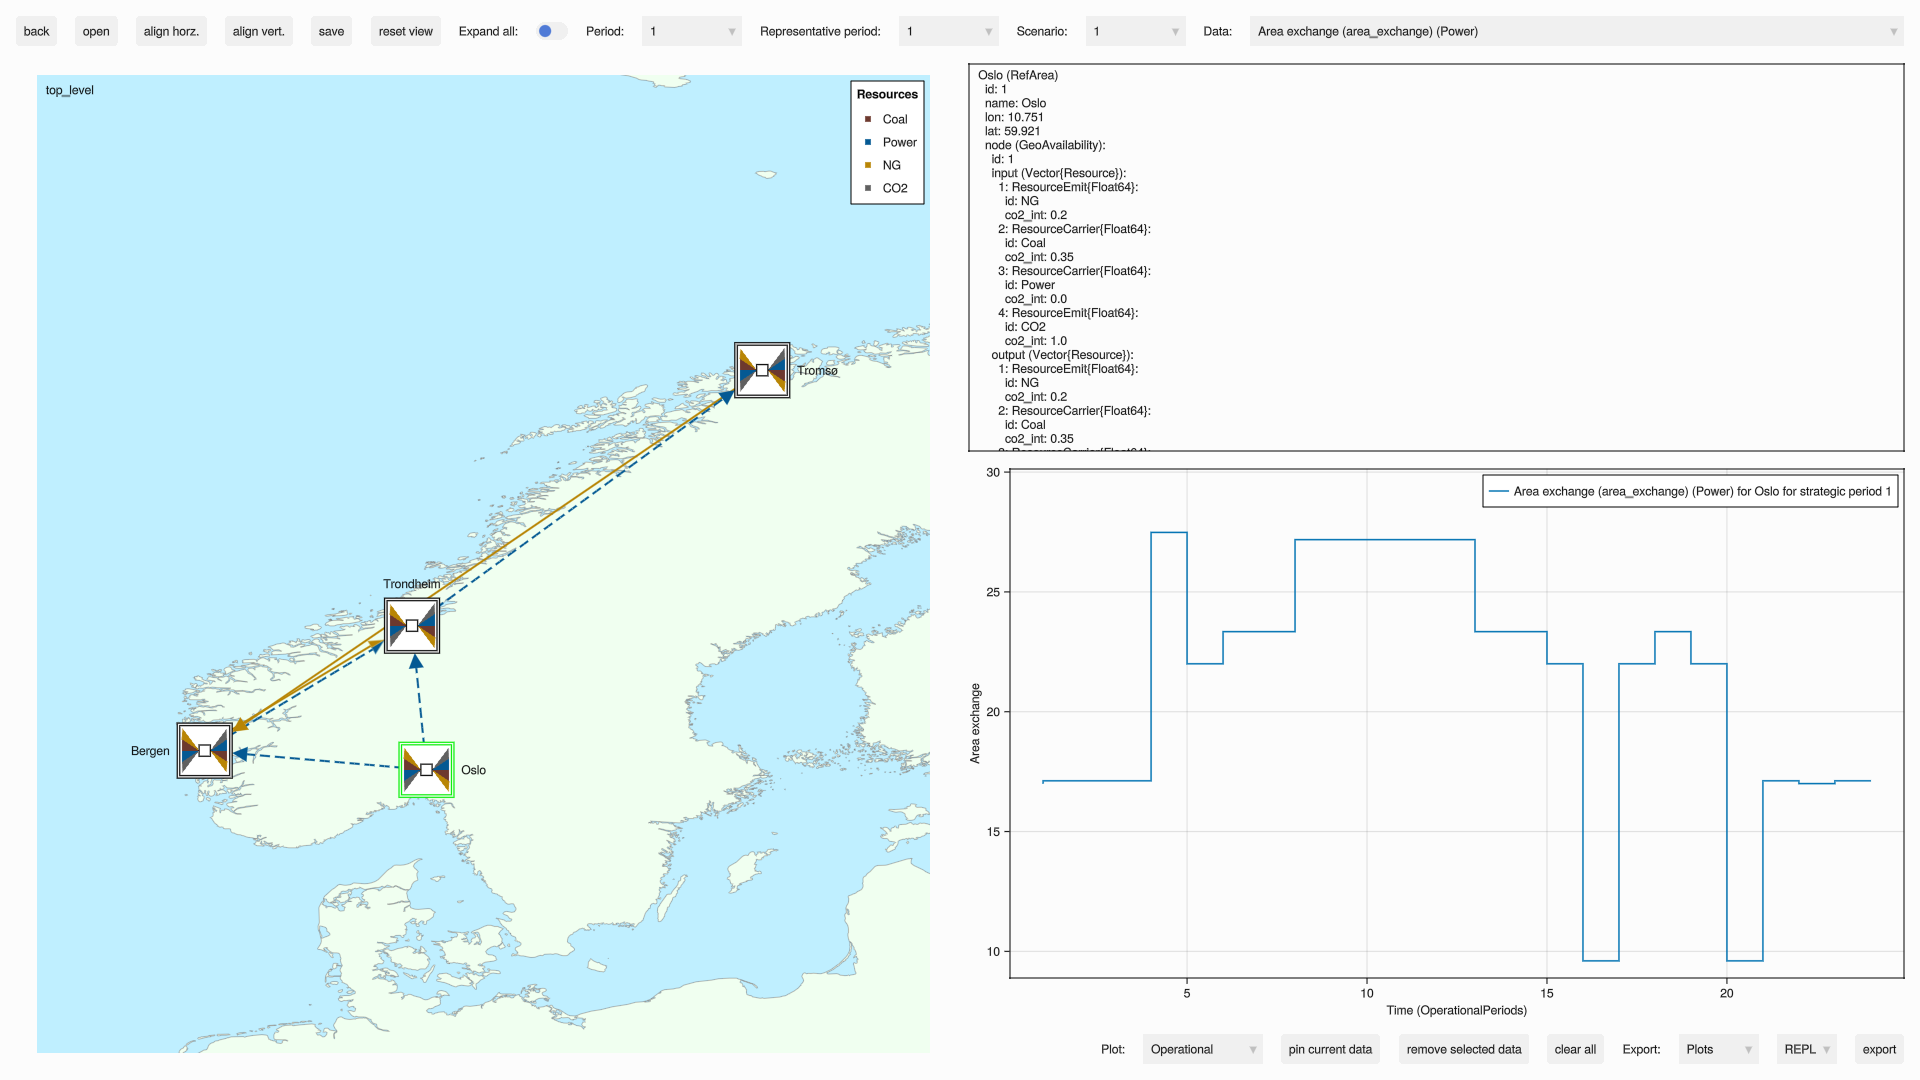 back open align horz. align vert. save reset view Expand all: Period: 1 Representative period: 1 Scenario: 1 Data: Area exchange (area_exchange) (Power)
top_level
Resources
Coal
Power
NG
CO2
Tromsø
Trondheim
Bergen
Oslo
Oslo (RefArea)
id: 1
name: Oslo
lon: 10.751
lat: 59.921
node (GeoAvailability):
id: 1
input (Vector{Resource}):
1: ResourceEmit{Float64}:
id: NG
co2_int: 0.2
2: ResourceCarrier{Float64}:
id: Coal
co2_int: 0.35
3: ResourceCarrier{Float64}:
id: Power
co2_int: 0.0
4: ResourceEmit{Float64}:
id: CO2
co2_int: 1.0
output (Vector{Resource}):
1: ResourceEmit{Float64}:
id: NG
co2_int: 0.2
2: ResourceCarrier{Float64}:
id: Coal
co2_int: 0.35
Area exchange (area_exchange) (Power) for Oslo for strategic period 1
30
25
20
15
10
Area exchange
5 10 15 20
Time (OperationalPeriods)
Plot: Operational pin current data remove selected data clear all Export: Plots REPL export